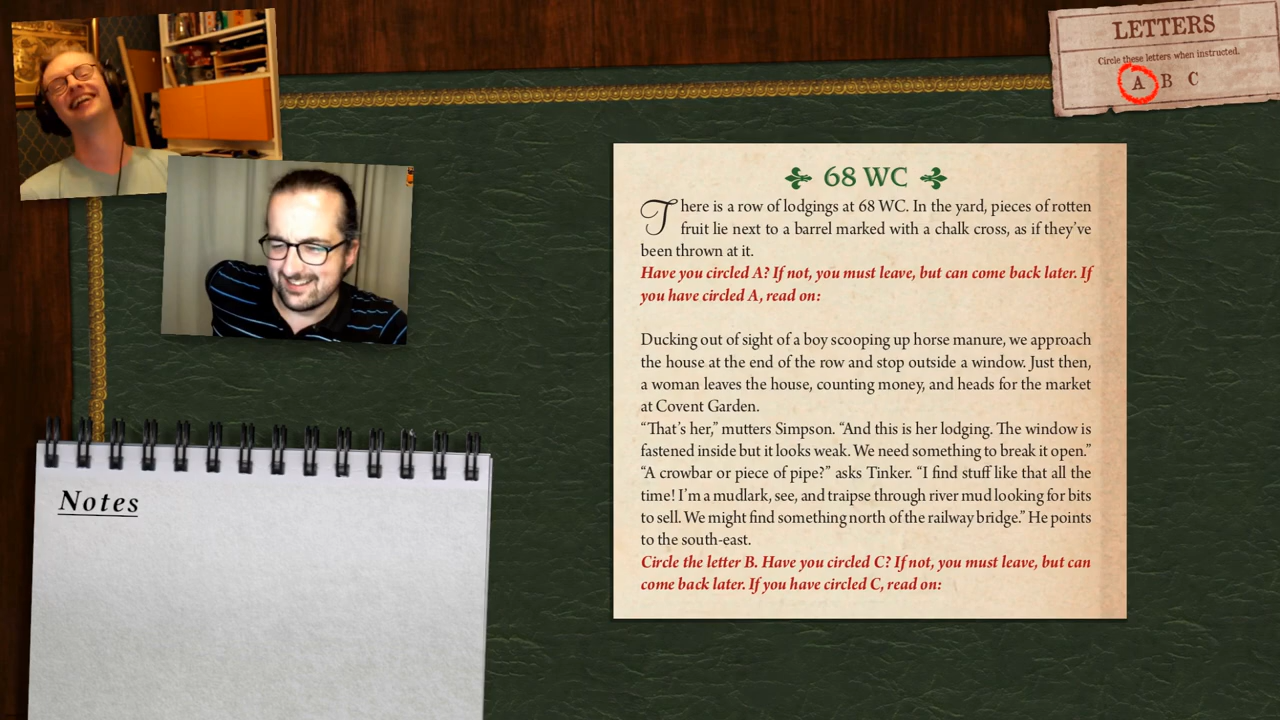 LETTERS
Circle these letters when instructed.
A B C
68 WC
There is a row of lodgings at 68 WC. In the yard, pieces of rotten
fruit lie next to a barrel marked with a chalk cross, as if they've
been thrown at it.
Have you circled A? If not, you must leave, but can come back later. If
you have circled A, read on:
Ducking out of sight of a boy scooping up horse manure, we approach
the house at the end of the row and stop outside a window. Just then,
a woman leaves the house, counting money, and heads for the market
at Covent Garden.
“That's her,” mutters Simpson. “And this is her lodging. The window is
fastened inside but it looks weak. We need something to break it open.”
“A crowbar or piece of pipe?” asks Tinker. “I find stuff like that all the
time! I'm a mudlark, see, and traipse through river mud looking for bits
to sell. We might find something north of the railway bridge.” He points
to the south-east.
Circle the letter B. Have you circled C? If not, you must leave, but can
come back later. If you have circled C, read on:
Notes